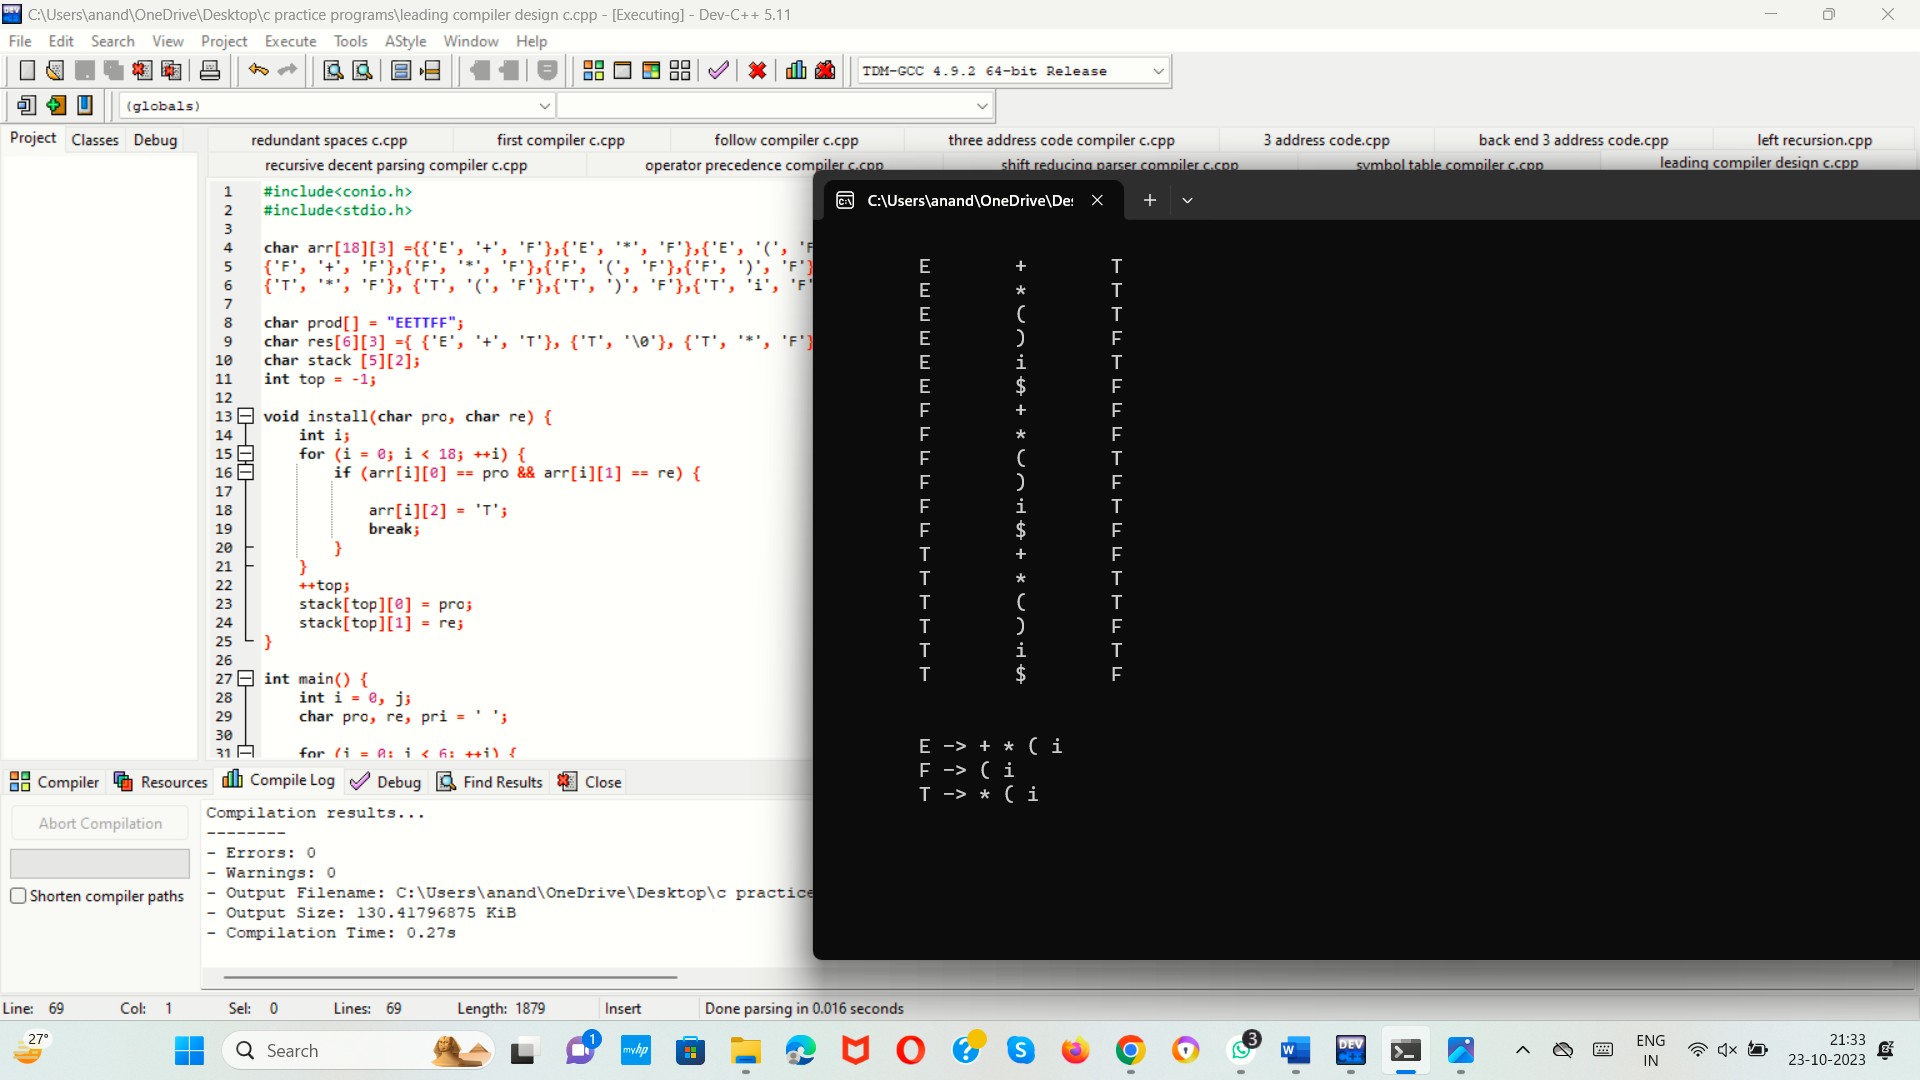 C:\Users\anand\OneDrive\Desktop\c practice programs\leading compiler design c.cpp - [Executing] - Dev-C++ 5.11
File Edit Search View Project Execute Tools AStyle Window Help
TDM-GCC 4.9.2 64-bit Release
(globals)
Project Classes Debug
redundant spaces c.cpp first compiler c.cpp follow compiler c.cpp three address code compiler c.cpp 3 address code.cpp back end 3 address code.cpp left recursion.cpp
recursive decent parsing compiler c.cpp operator precedence compiler c.cpp shift reducing parser compiler c.cpp symbol table compiler c.cpp leading compiler design c.cpp
1 #include<conio.h>
2 #include<stdio.h>
3
4 char arr[18][3] ={{'E', '+', 'F'},{'E', '*', 'F'},{'E', '(', 'F
5 {'F', '+', 'F'},{'F', '*', 'F'},{'F', '(', 'F'},{'F', ')', 'F'}
6 {'T', '*', 'F'}, {'T', '(', 'F'},{'T', ')', 'F'},{'T', 'i', 'F'
7
8 char prod[] = "EETTFF";
9 char res[6][3] ={ {'E', '+', 'T'}, {'T', '\0'}, {'T', '*', 'F'}
10 char stack [5][2];
11 int top = -1;
12
13 void install(char pro, char re) {
14 int i;
15 for (i = 0; i < 18; ++i) {
16 if (arr[i][0] == pro && arr[i][1] == re) {
17
18 arr[i][2] = 'T';
19 break;
20 }
21 }
22 ++top;
23 stack[top][0] = pro;
24 stack[top][1] = re;
25 }
26
27 int main() {
28 int i = 0, j;
29 char pro, re, pri = ' ';
30
31 for (i = 0; i < 6; ++i) {
C:\Users\anand\OneDrive\De
E + T
E * T
E ( T
E ) F
E i T
E $ F
F + F
F * F
F ( T
F ) F
F i T
F $ F
T + F
T * T
T ( T
T ) F
T i T
T $ F
E -> + * ( i
F -> ( i
T -> * ( i
Compiler Resources Compile Log Debug Find Results Close
Abort Compilation
Shorten compiler paths
Compilation results...
--------
- Errors: 0
- Warnings: 0
- Output Filename: C:\Users\anand\OneDrive\Desktop\c practice
- Output Size: 130.41796875 KiB
- Compilation Time: 0.27s
Line: 69 Col: 1 Sel: 0 Lines: 69 Length: 1879 Insert Done parsing in 0.016 seconds
27°
Search
1
myhp
3
DEV
ENG
IN
21:33
23-10-2023